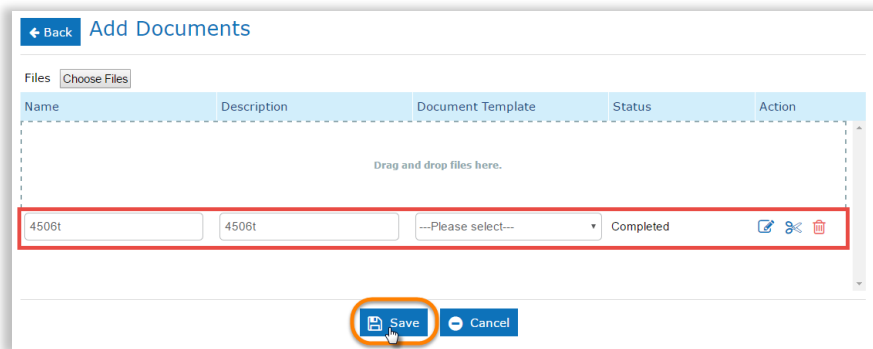 Back Add Documents
Files Choose Files
Name Description Document Template Status Action
Drag and drop files here.
4506t 4506t ---Please select--- Completed
Save Cancel